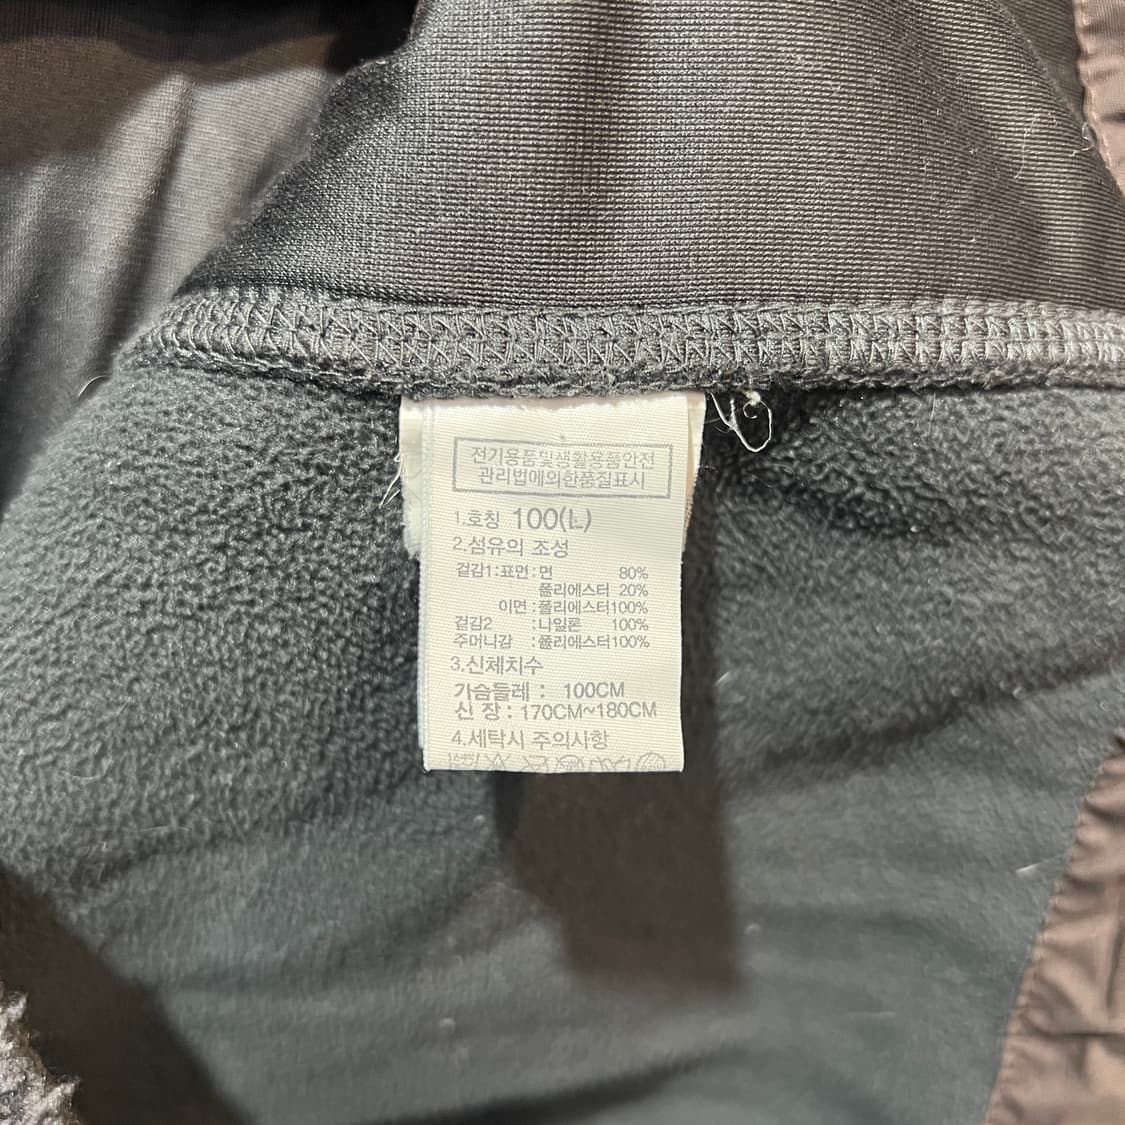 전기용품및생활용품안전
관리법에의한품질표시
1.호칭 100(L)
2.섬유의 조성
겉감1:표면:면 80%
폴리에스터 20%
이면:폴리에스터100%
겉감2 :나일론 100%
주머니감 :폴리에스터100%
3.신체치수
가슴둘레 : 100CM
신 장 : 170CM~180CM
4.세탁시 주의사항